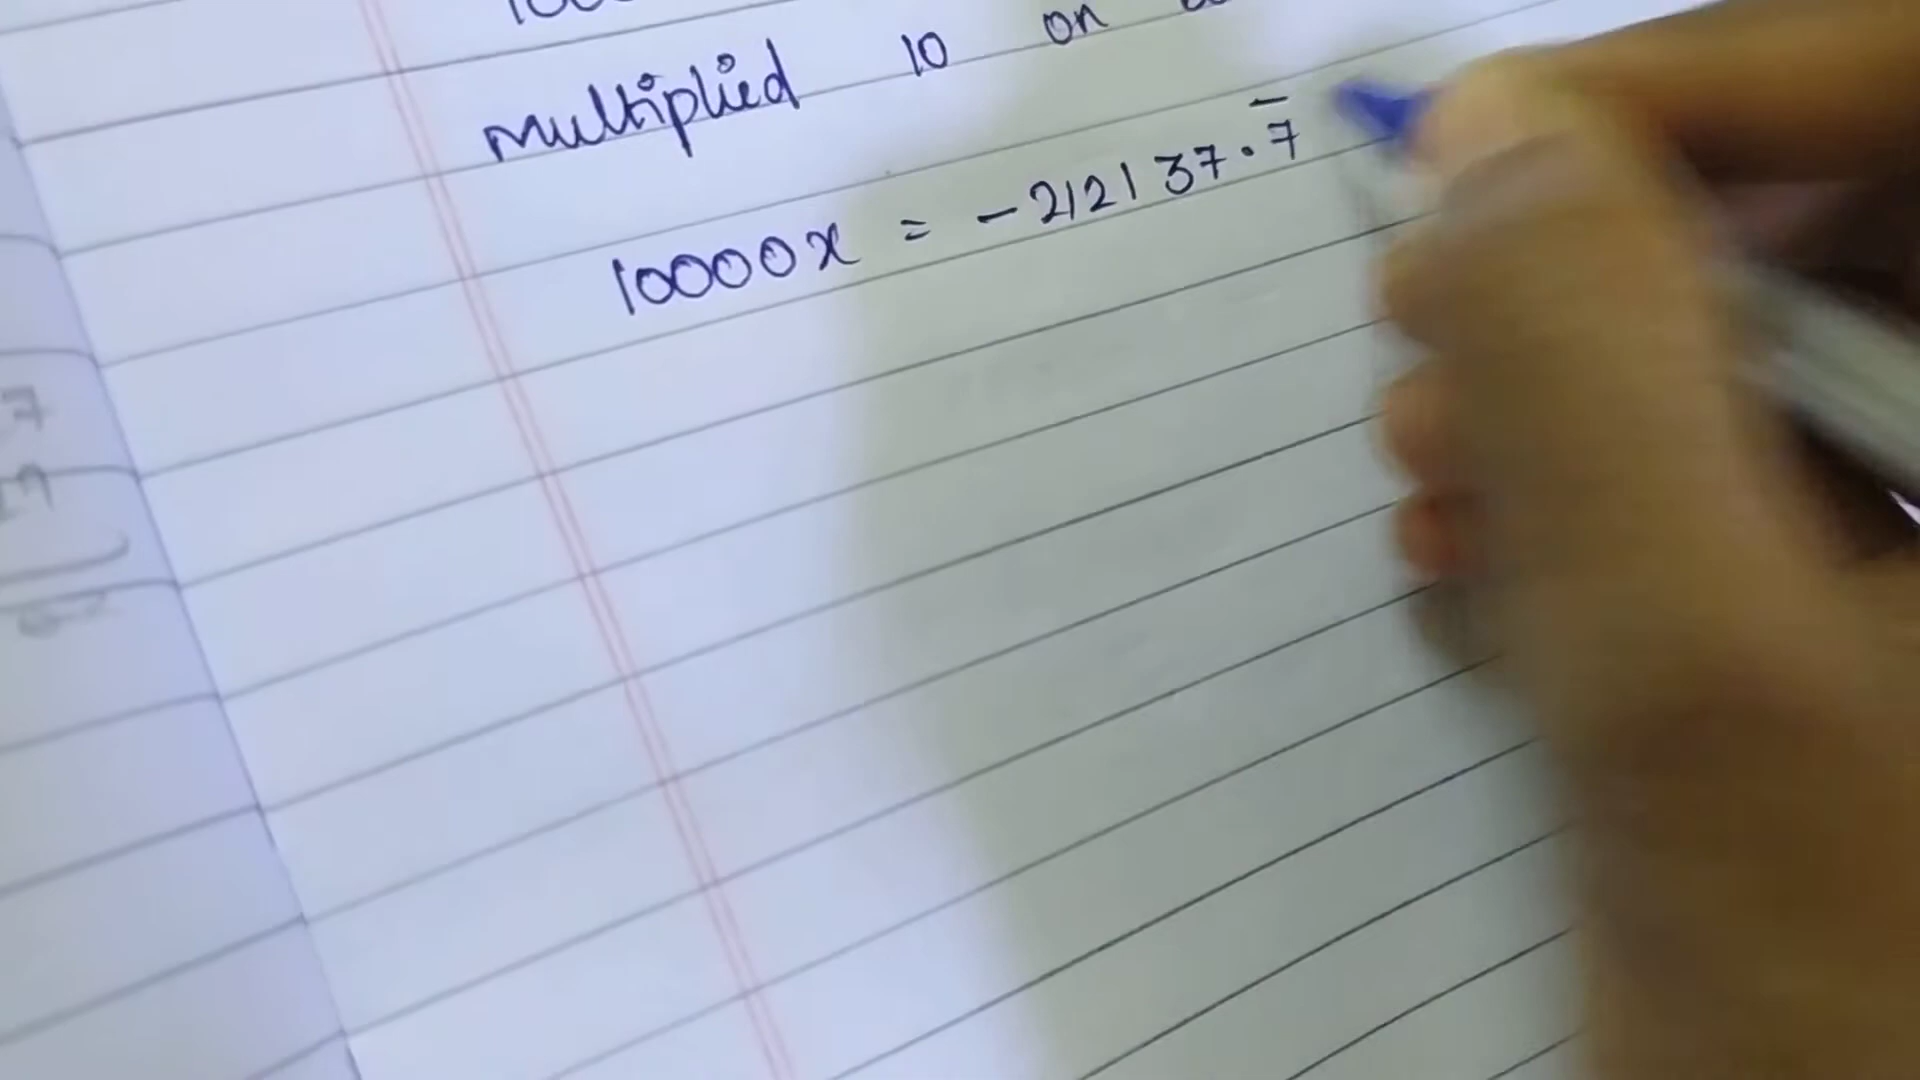 multiplied 10 on
10000x = -212137.7̅